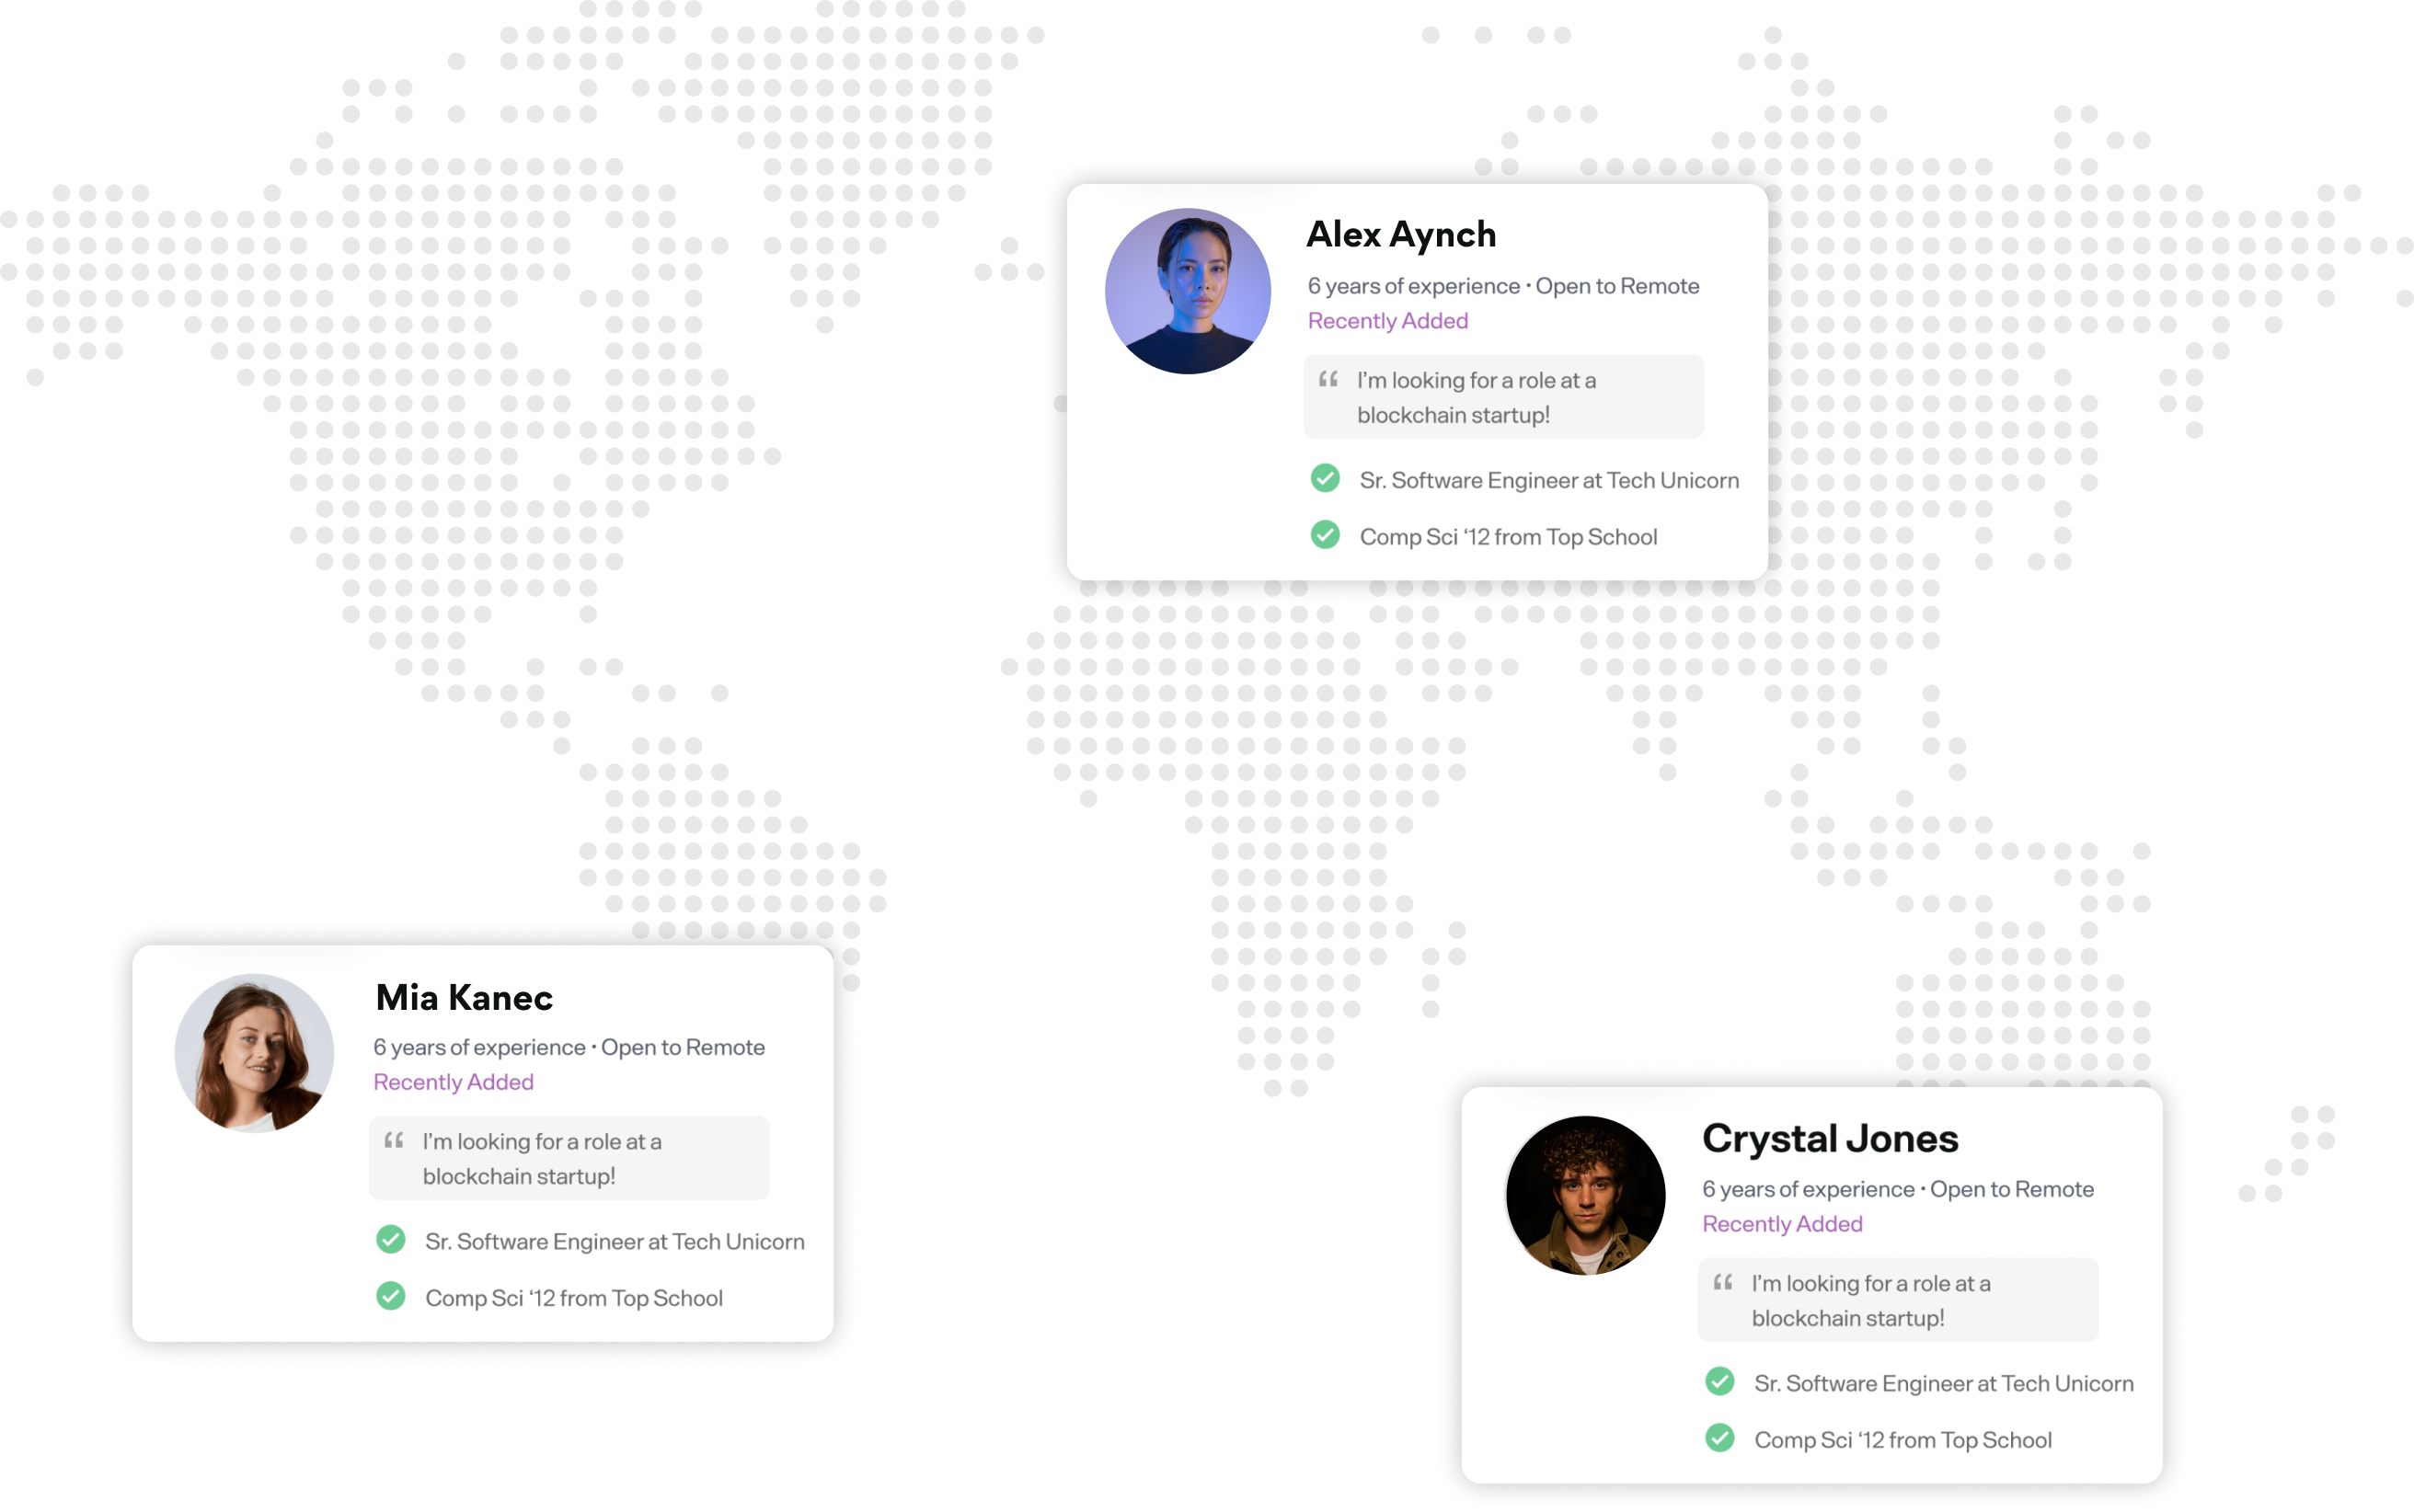 Alex Aynch
6 years of experience • Open to Remote
Recently Added
“ I’m looking for a role at a
blockchain startup!
Sr. Software Engineer at Tech Unicorn
Comp Sci ‘12 from Top School
Mia Kanec
6 years of experience • Open to Remote
Recently Added
“ I’m looking for a role at a
blockchain startup!
Sr. Software Engineer at Tech Unicorn
Comp Sci ‘12 from Top School
Crystal Jones
6 years of experience • Open to Remote
Recently Added
“ I’m looking for a role at a
blockchain startup!
Sr. Software Engineer at Tech Unicorn
Comp Sci ‘12 from Top School